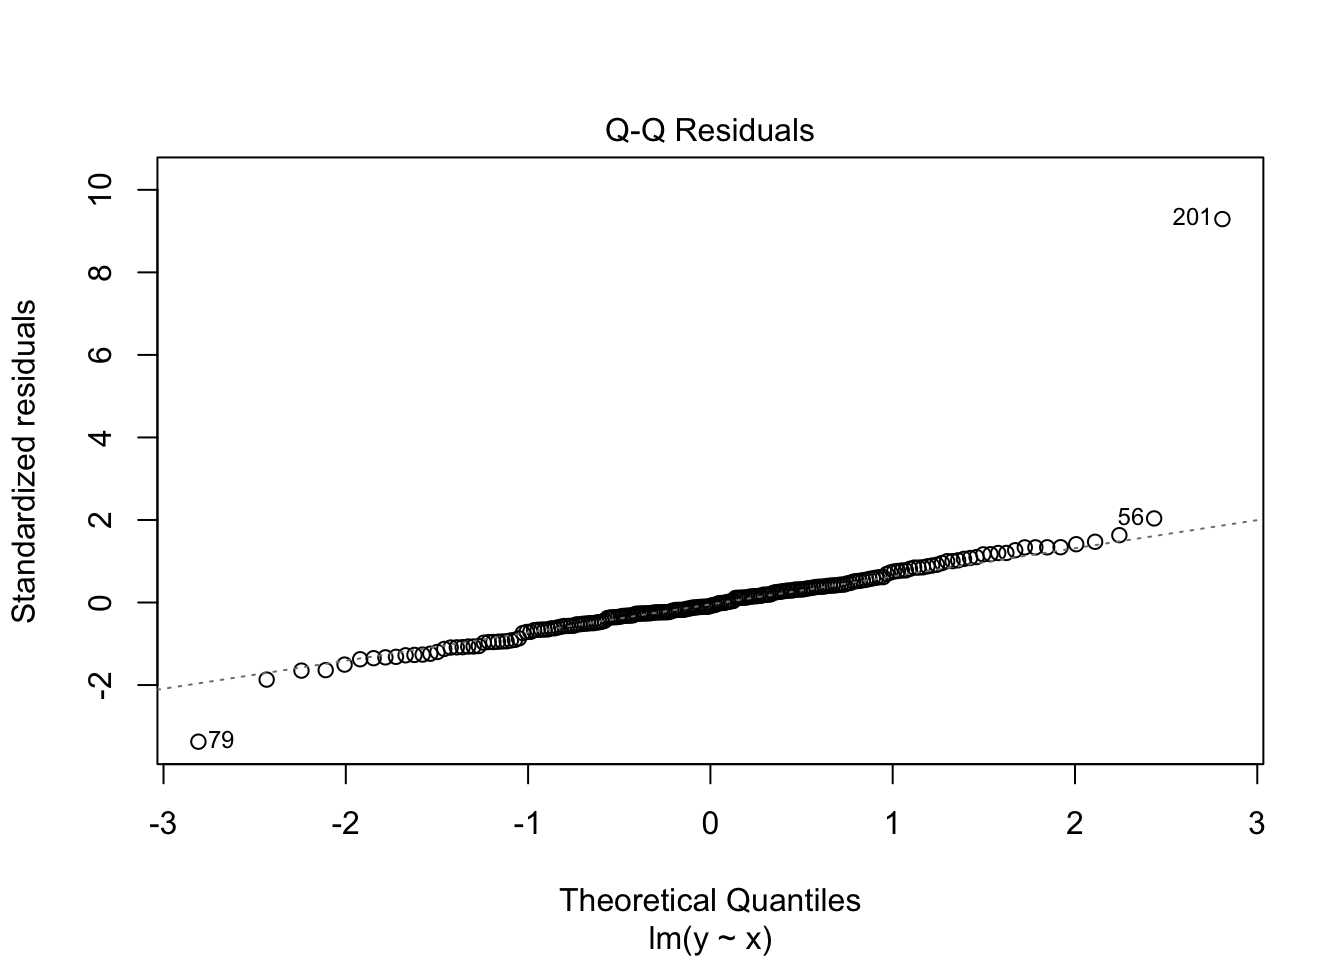 Q-Q Residuals
10
8
6
4
2
0
-2
Standardized residuals
201
56
79
-3 -2 -1 0 1 2 3
Theoretical Quantiles
lm(y ~ x)